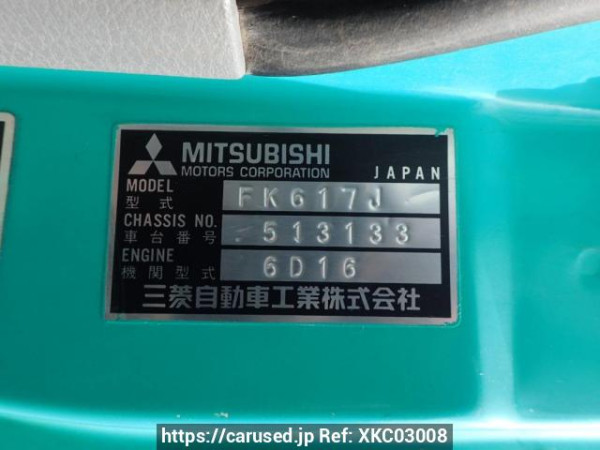 MITSUBISHI
MOTORS CORPORATION JAPAN
MODEL
型式 FK617J
CHASSIS NO.
車台番号 .513133
ENGINE
機関型式 6D16
三菱自動車工業株式会社
https://carused.jp Ref: XKC03008